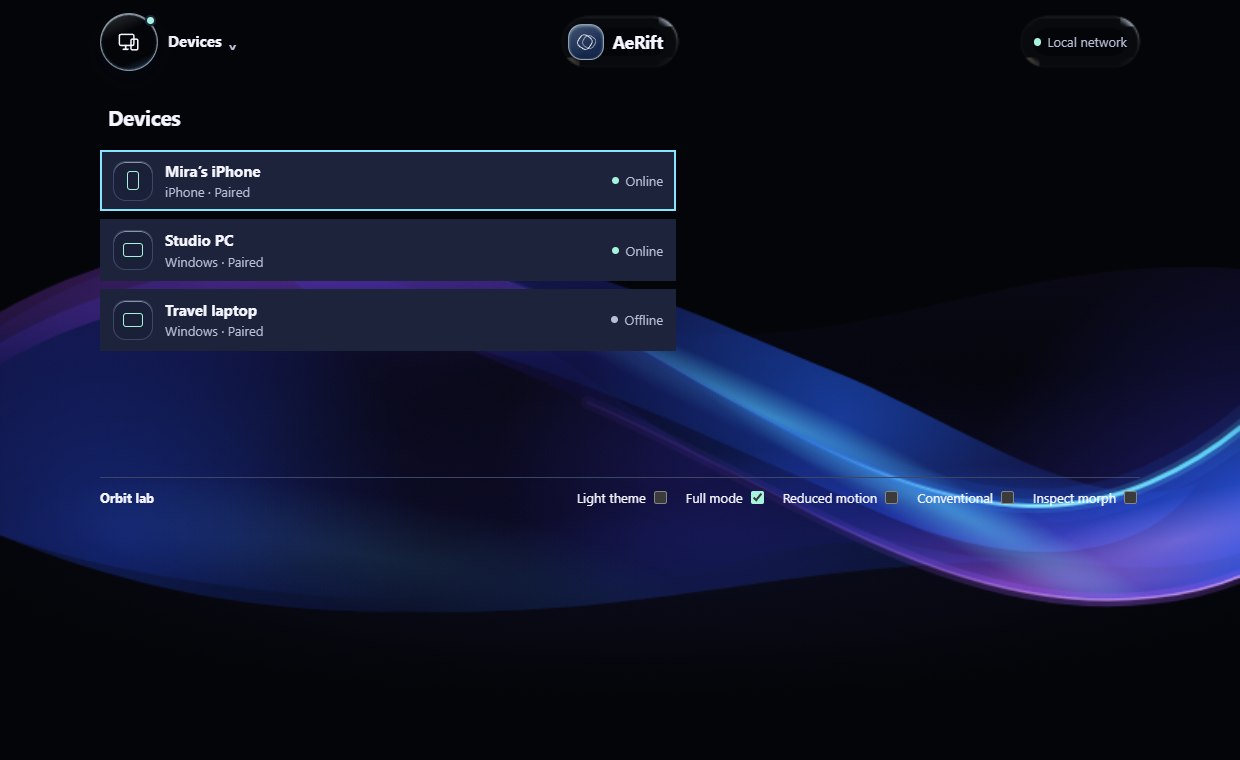 Devices
AeRift
Local network
Devices
Mira’s iPhone
iPhone · Paired
Online
Studio PC
Windows · Paired
Online
Travel laptop
Windows · Paired
Offline
Orbit lab
Light theme
Full mode
Reduced motion
Conventional
Inspect morph